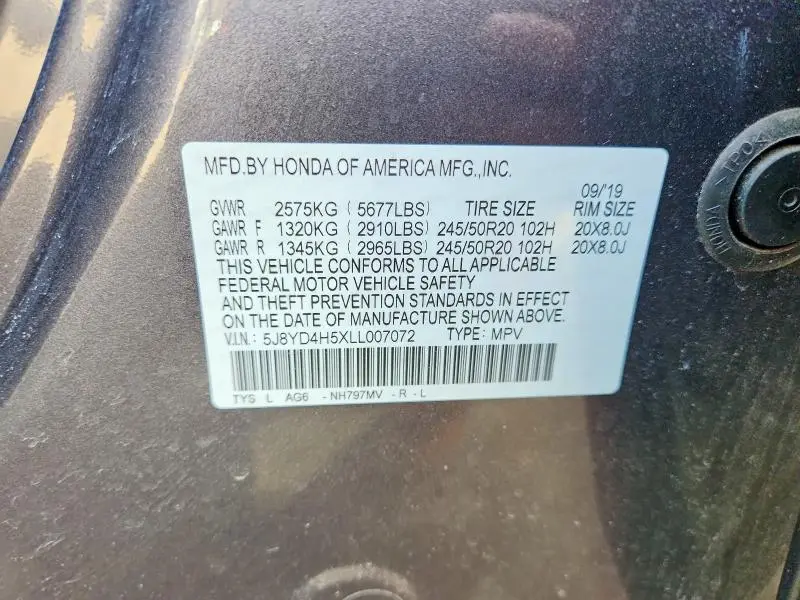 MFD.BY HONDA OF AMERICA MFG.,INC.
09/'19
GVWR 2575KG ( 5677LBS) TIRE SIZE RIM SIZE
GAWR F 1320KG ( 2910LBS) 245/50R20 102H 20X8.0J
GAWR R 1345KG ( 2965LBS) 245/50R20 102H 20X8.0J
THIS VEHICLE CONFORMS TO ALL APPLICABLE
FEDERAL MOTOR VEHICLE SAFETY
AND THEFT PREVENTION STANDARDS IN EFFECT
ON THE DATE OF MANUFACTURE SHOWN ABOVE.
V.I.N.: 5J8YD4H5XLL007072 TYPE: MPV
TYS L AG6 -NH797MV -R -L
>TPO<